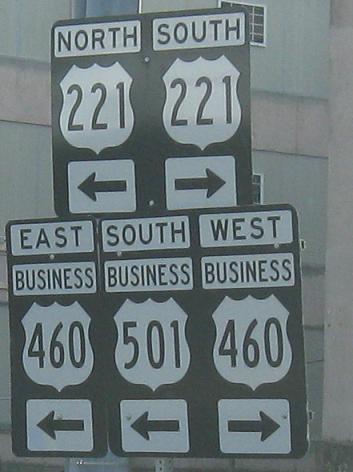 NORTH SOUTH
221 221
EAST SOUTH WEST
BUSINESS BUSINESS BUSINESS
460 501 460